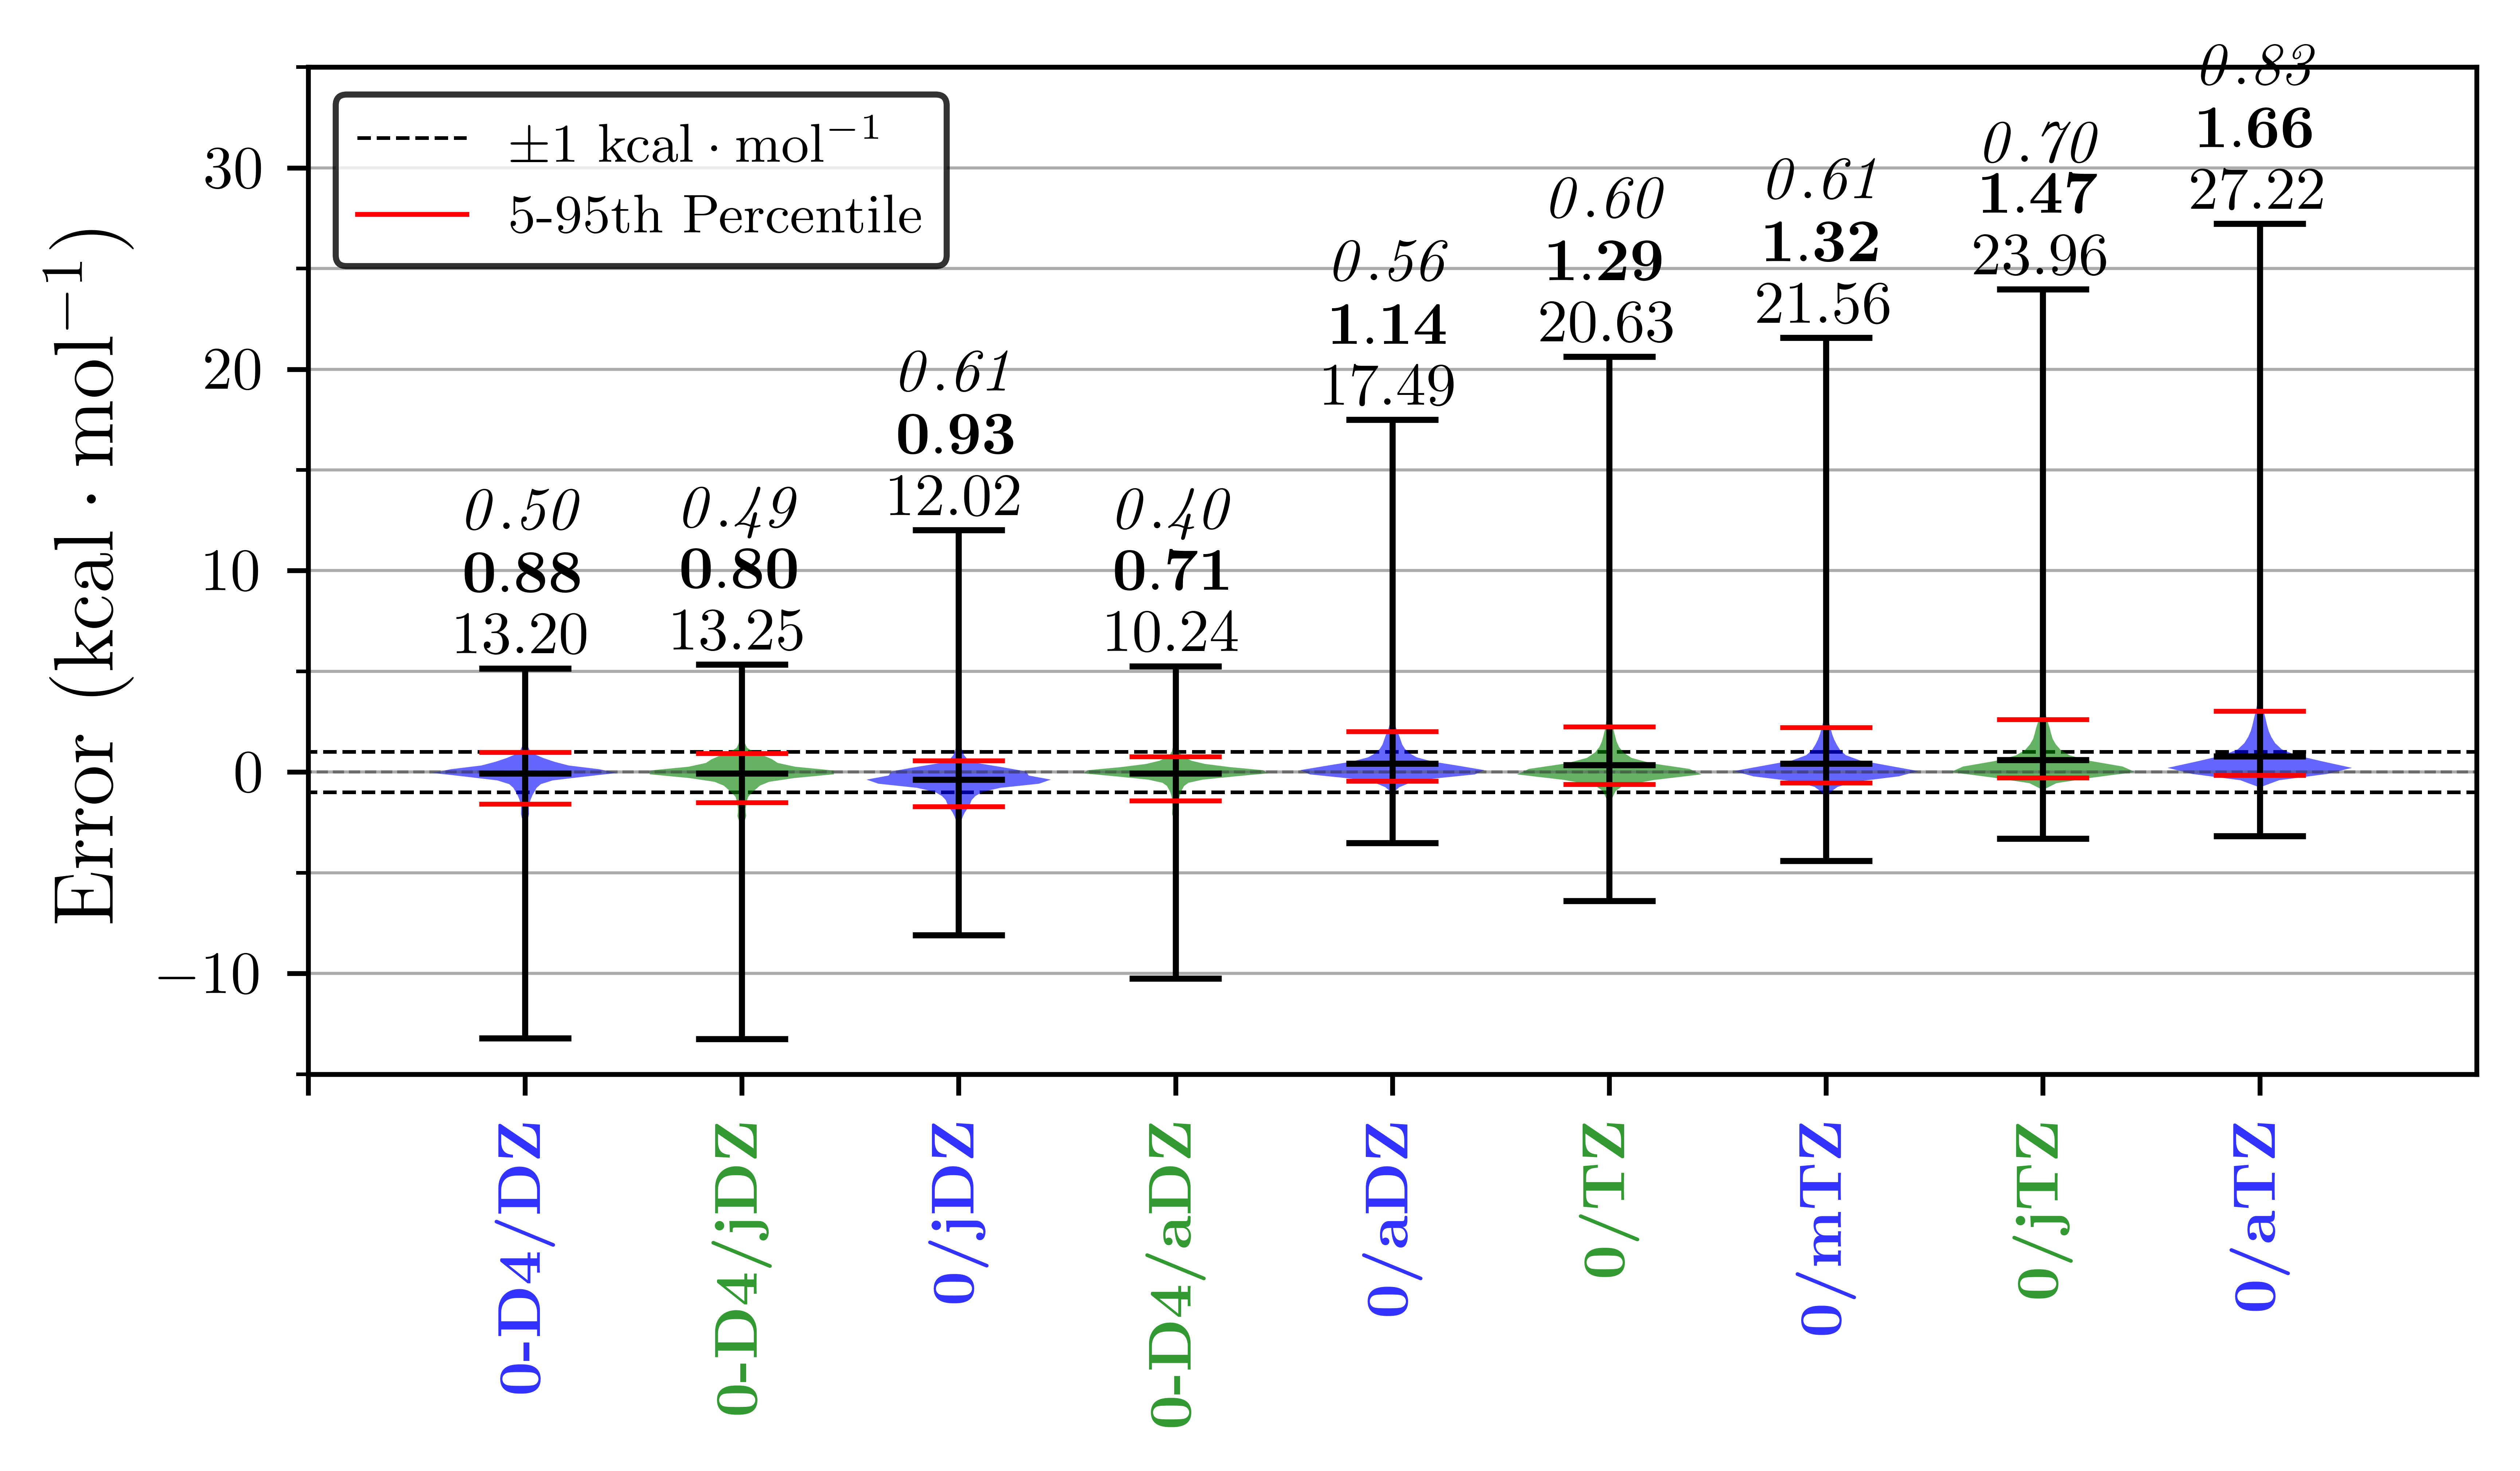 Error (kcal · mol⁻¹)
30
20
10
0
−10
±1 kcal · mol⁻¹
5-95th Percentile
0.50
0.88
13.20
0.49
0.80
13.25
0.61
0.93
12.02
0.40
0.71
10.24
0.56
1.14
17.49
0.60
1.29
20.63
0.61
1.32
21.56
0.70
1.47
23.96
0.83
1.66
27.22
0-D4/DZ
0-D4/jDZ
0/jDZ
0-D4/aDZ
0/aDZ
0/TZ
0/mTZ
0/jTZ
0/aTZ